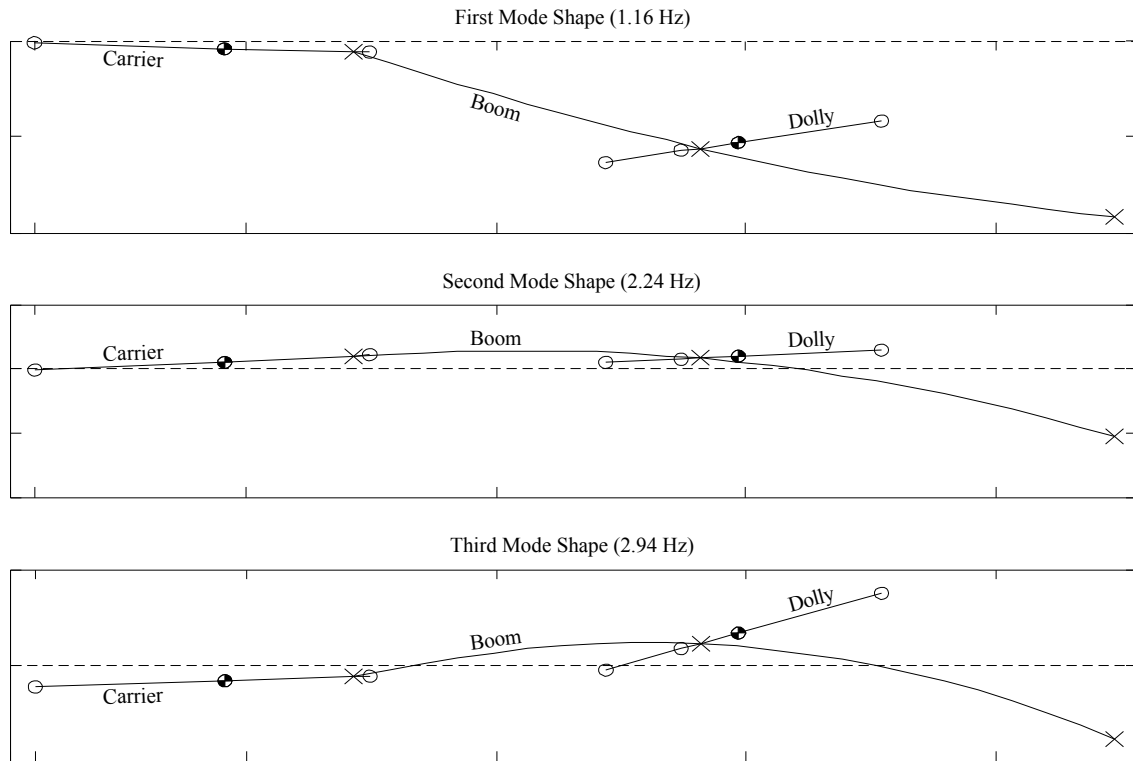 First Mode Shape (1.16 Hz)
Carrier
Boom
Dolly
Second Mode Shape (2.24 Hz)
Carrier
Boom
Dolly
Third Mode Shape (2.94 Hz)
Carrier
Boom
Dolly